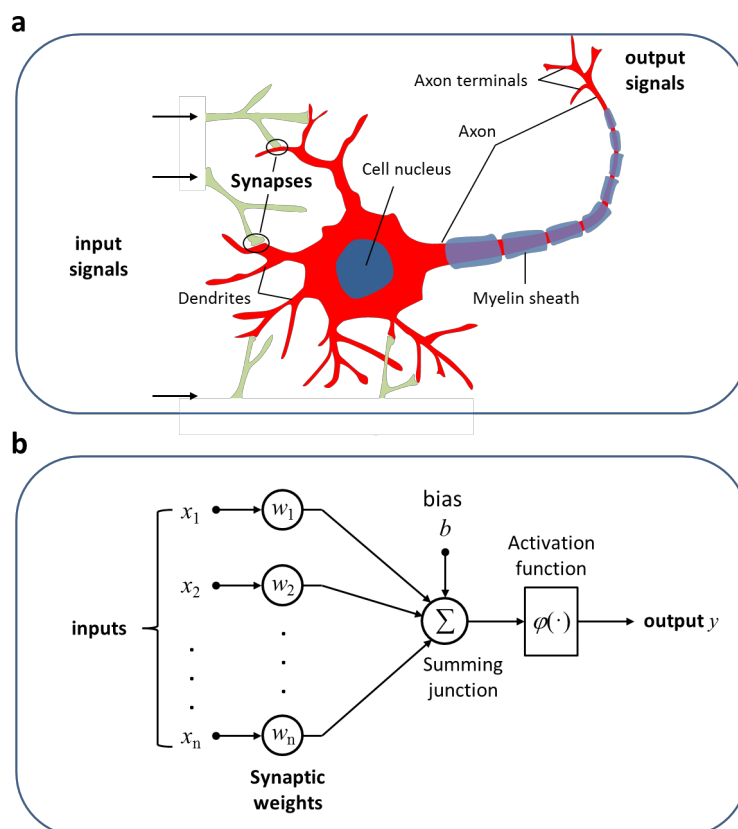 a
output
signals
Axon terminals
Axon
Synapses
Cell nucleus
input
signals
Dendrites
Myelin sheath
b
bias
b
x1
w1
Activation
function
x2
w2
inputs
Σ
φ(·)
output y
Summing
junction
xn
wn
Synaptic
weights